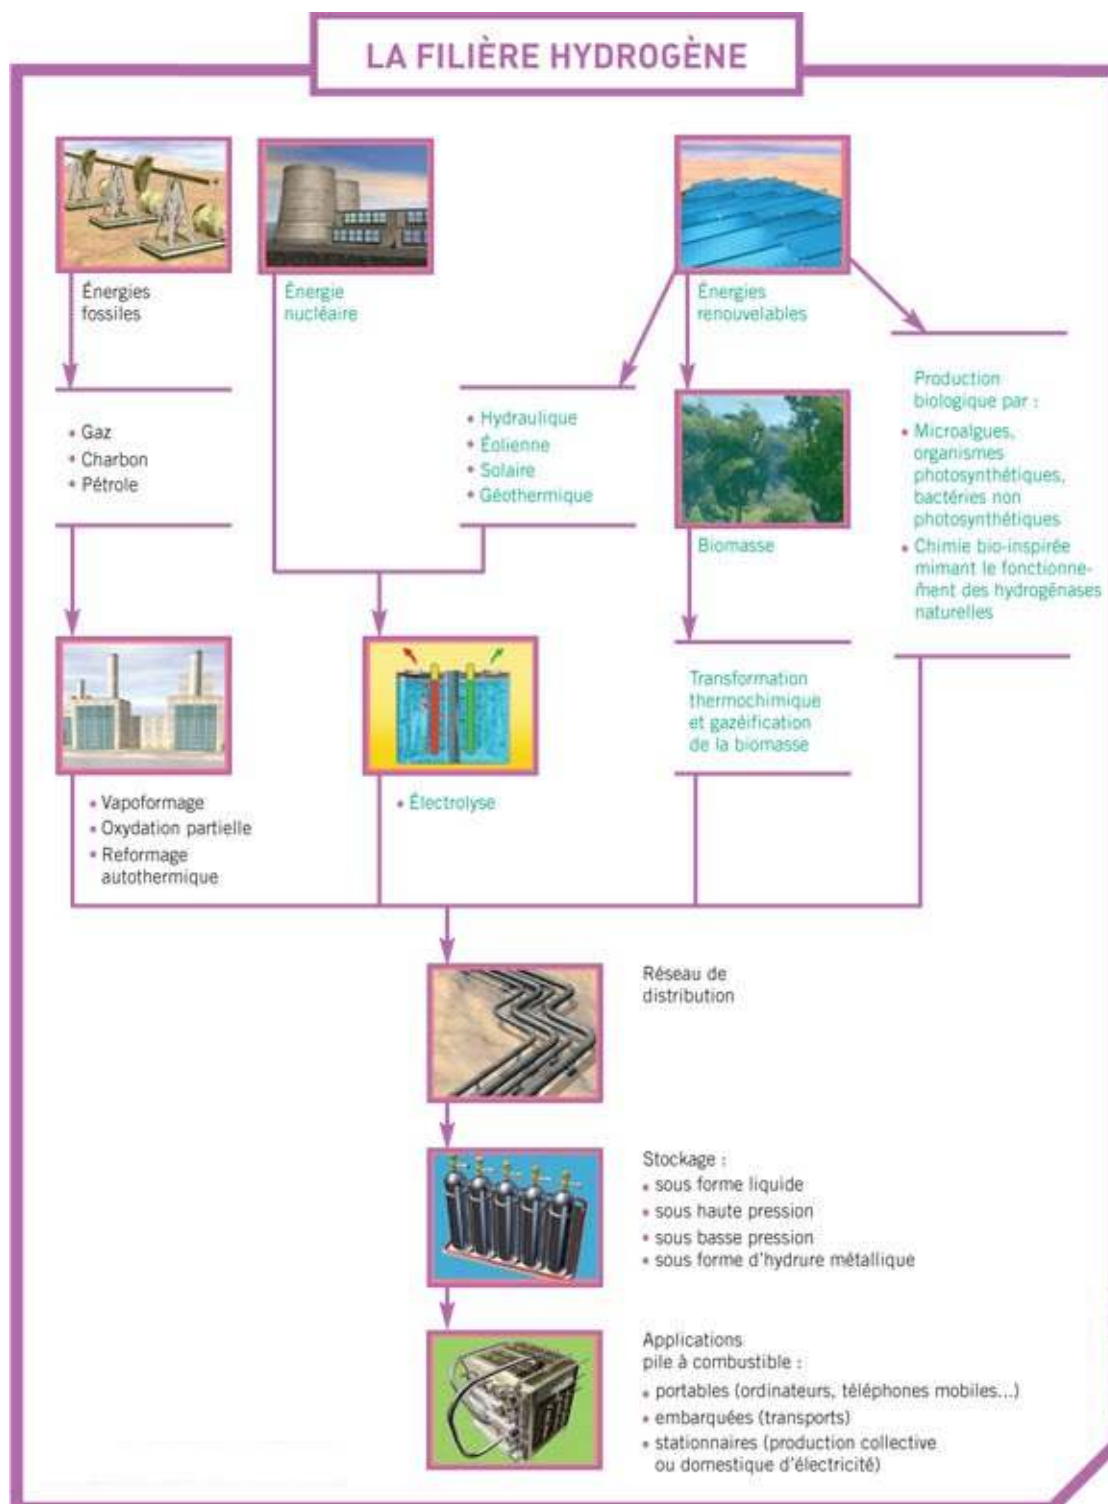 LA FILIÈRE HYDROGÈNE
Énergies
fossiles
Énergie
nucléaire
Énergies
renouvelables
• Gaz
• Charbon
• Pétrole
• Hydraulique
• Éolienne
• Solaire
• Géothermique
Biomasse
Production
biologique par :
• Microalgues,
organismes
photosynthétiques,
bactéries non
photosynthétiques
• Chimie bio-inspirée
mimant le fonctionne-
ment des hydrogénases
naturelles
• Vapoformage
• Oxydation partielle
• Reformage
autothermique
• Électrolyse
Transformation
thermochimique
et gazéification
de la biomasse
Réseau de
distribution
Stockage :
• sous forme liquide
• sous haute pression
• sous basse pression
• sous forme d'hydrure métallique
Applications
pile à combustible :
• portables (ordinateurs, téléphones mobiles...)
• embarquées (transports)
• stationnaires (production collective
ou domestique d'électricité)